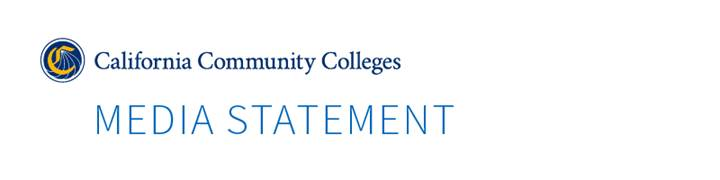 California Community Colleges
MEDIA STATEMENT